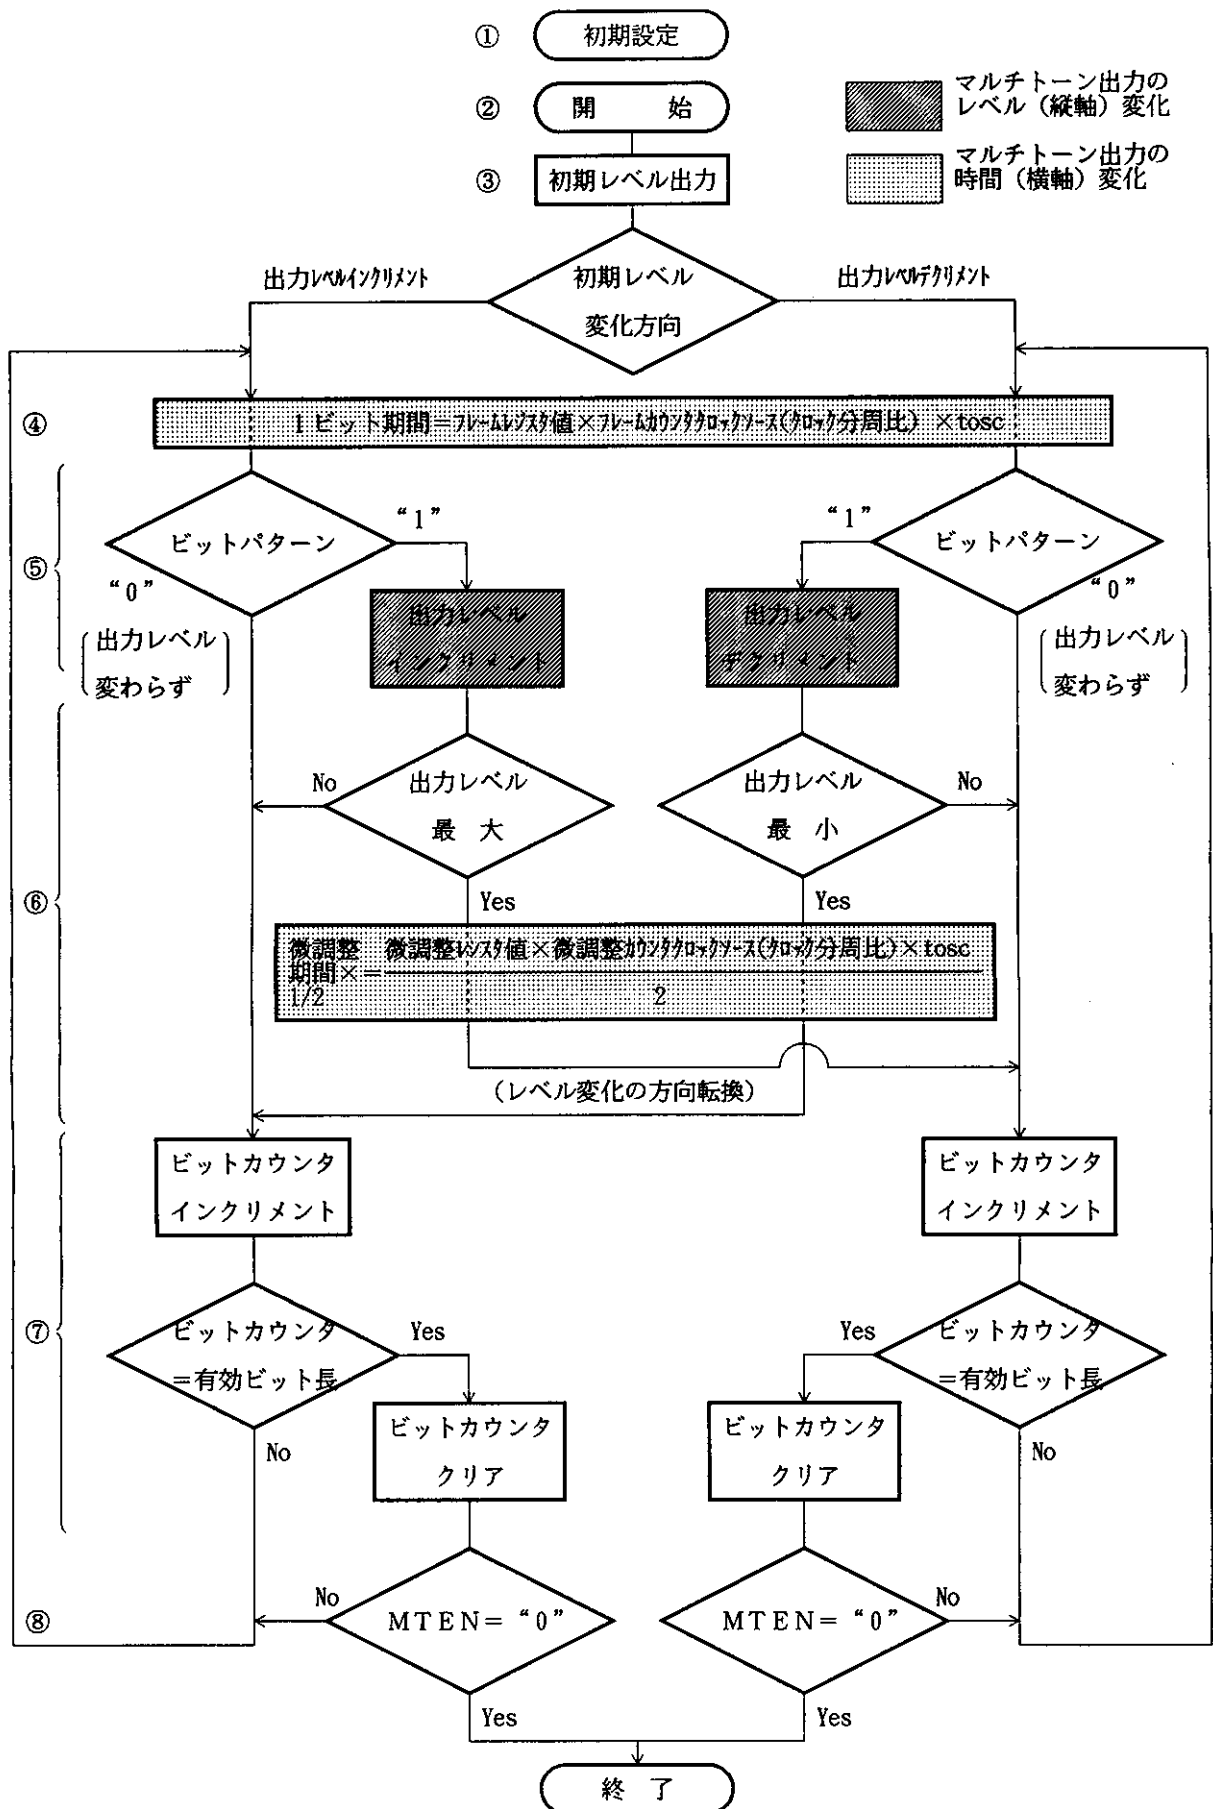 ① 初期設定
② 開　　始
マルチトーン出力の
レベル（縦軸）変化
③ 初期レベル出力
マルチトーン出力の
時間（横軸）変化
出力レベルインクリメント
初期レベル
変化方向
出力レベルデクリメント
④ 1ビット期間＝フレームレジスタ値×フレームカウンタクロックソース(クロック分周比)×tosc
⑤
ビットパターン
“1”
“0”
出力レベル
変わらず
出力レベル
インクリメント
“1”
ビットパターン
“0”
出力レベル
デクリメント
出力レベル
変わらず
⑥
No
出力レベル
最　大
Yes
出力レベル
最　小
No
Yes
微調整
期間×＝
1/2
微調整レジスタ値×微調整カウンタクロックソース(クロック分周比)×tosc
2
（レベル変化の方向転換）
⑦
ビットカウンタ
インクリメント
ビットカウンタ
インクリメント
ビットカウンタ
＝有効ビット長
Yes
No
Yes
ビットカウンタ
＝有効ビット長
No
ビットカウンタ
クリア
ビットカウンタ
クリア
⑧
No
MTEN＝“0”
Yes
MTEN＝“0”
No
Yes
終　了